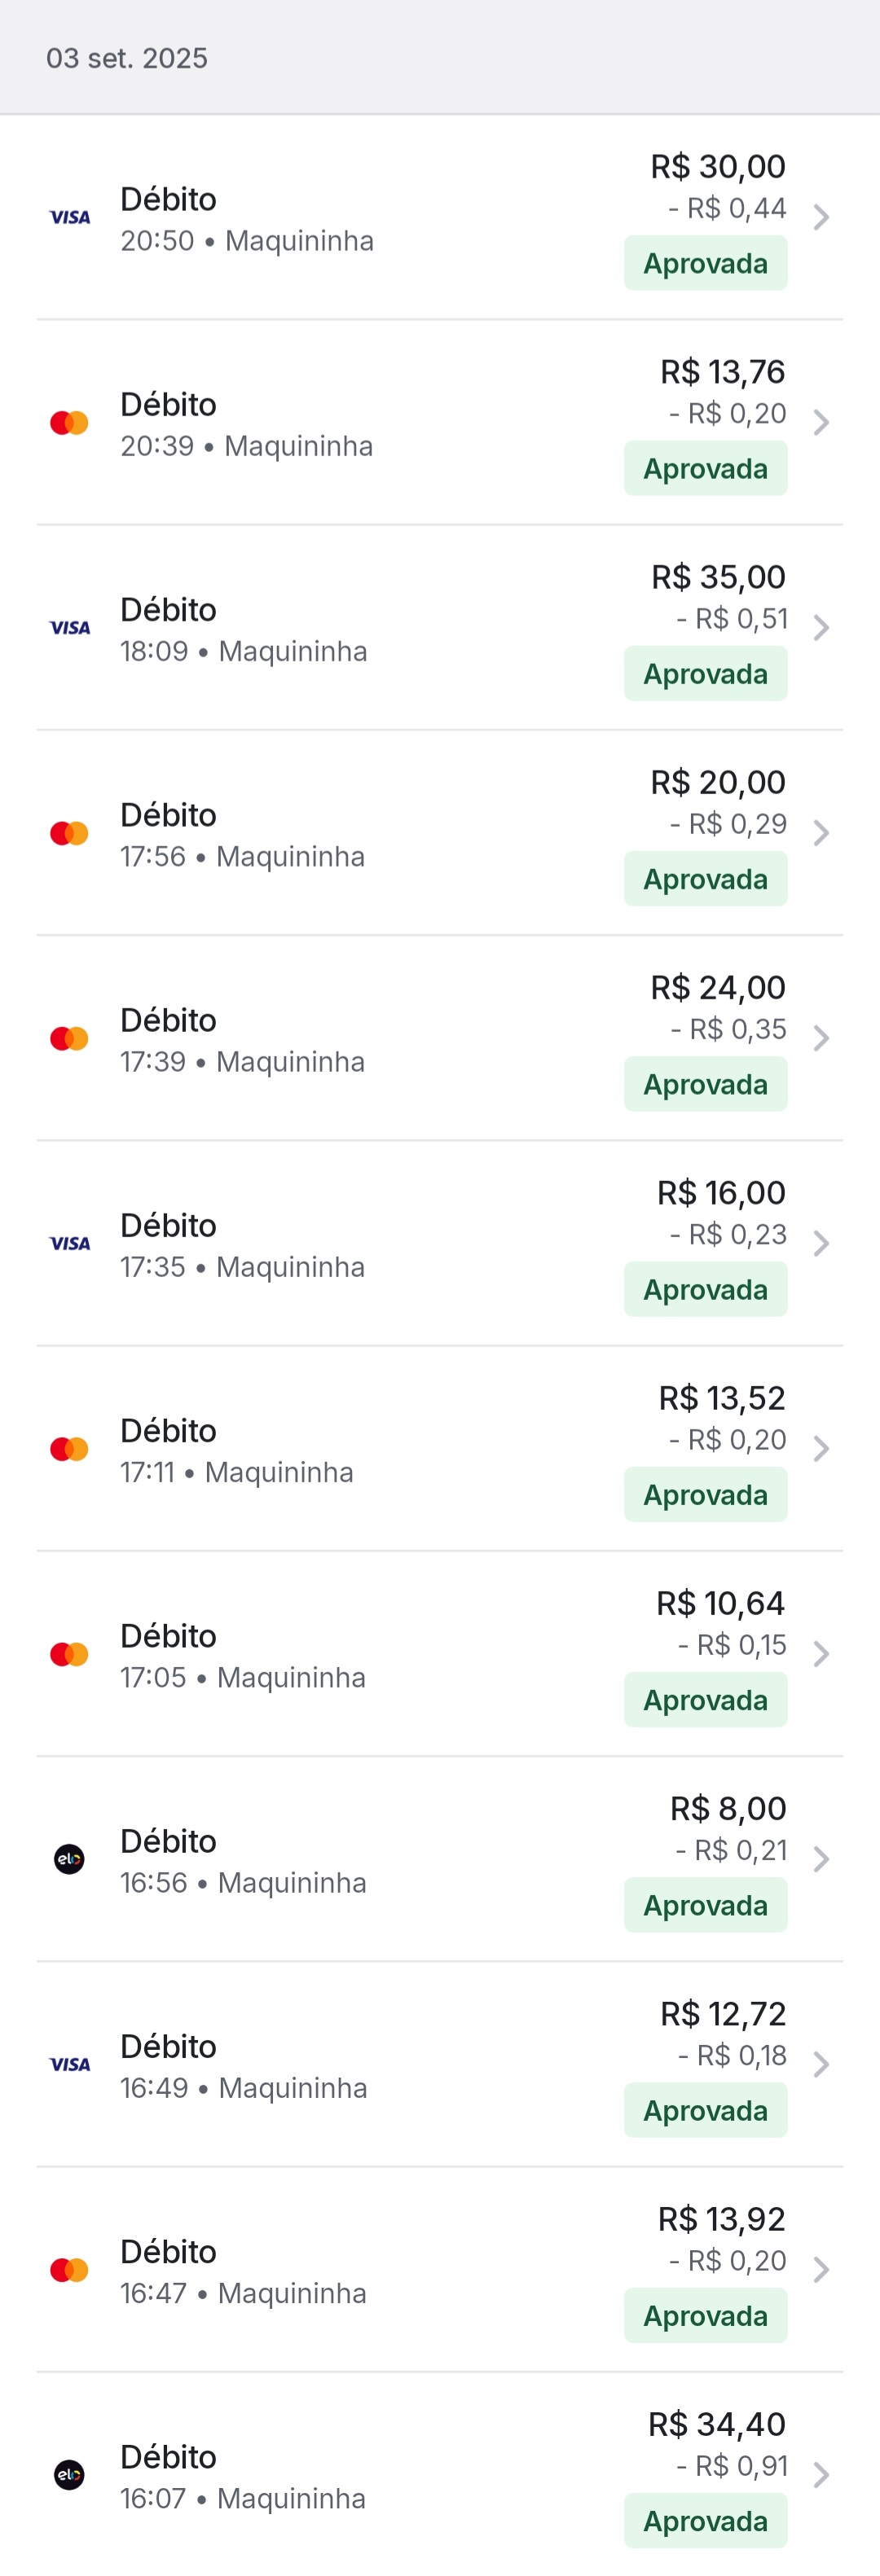 03 set. 2025
R$ 30,00
VISA Débito - R$ 0,44
20:50 • Maquininha
Aprovada
R$ 13,76
Débito - R$ 0,20
20:39 • Maquininha
Aprovada
R$ 35,00
VISA Débito - R$ 0,51
18:09 • Maquininha
Aprovada
R$ 20,00
Débito - R$ 0,29
17:56 • Maquininha
Aprovada
R$ 24,00
Débito - R$ 0,35
17:39 • Maquininha
Aprovada
R$ 16,00
VISA Débito - R$ 0,23
17:35 • Maquininha
Aprovada
R$ 13,52
Débito - R$ 0,20
17:11 • Maquininha
Aprovada
R$ 10,64
Débito - R$ 0,15
17:05 • Maquininha
Aprovada
R$ 8,00
elo Débito - R$ 0,21
16:56 • Maquininha
Aprovada
R$ 12,72
VISA Débito - R$ 0,18
16:49 • Maquininha
Aprovada
R$ 13,92
Débito - R$ 0,20
16:47 • Maquininha
Aprovada
R$ 34,40
elo Débito - R$ 0,91
16:07 • Maquininha
Aprovada